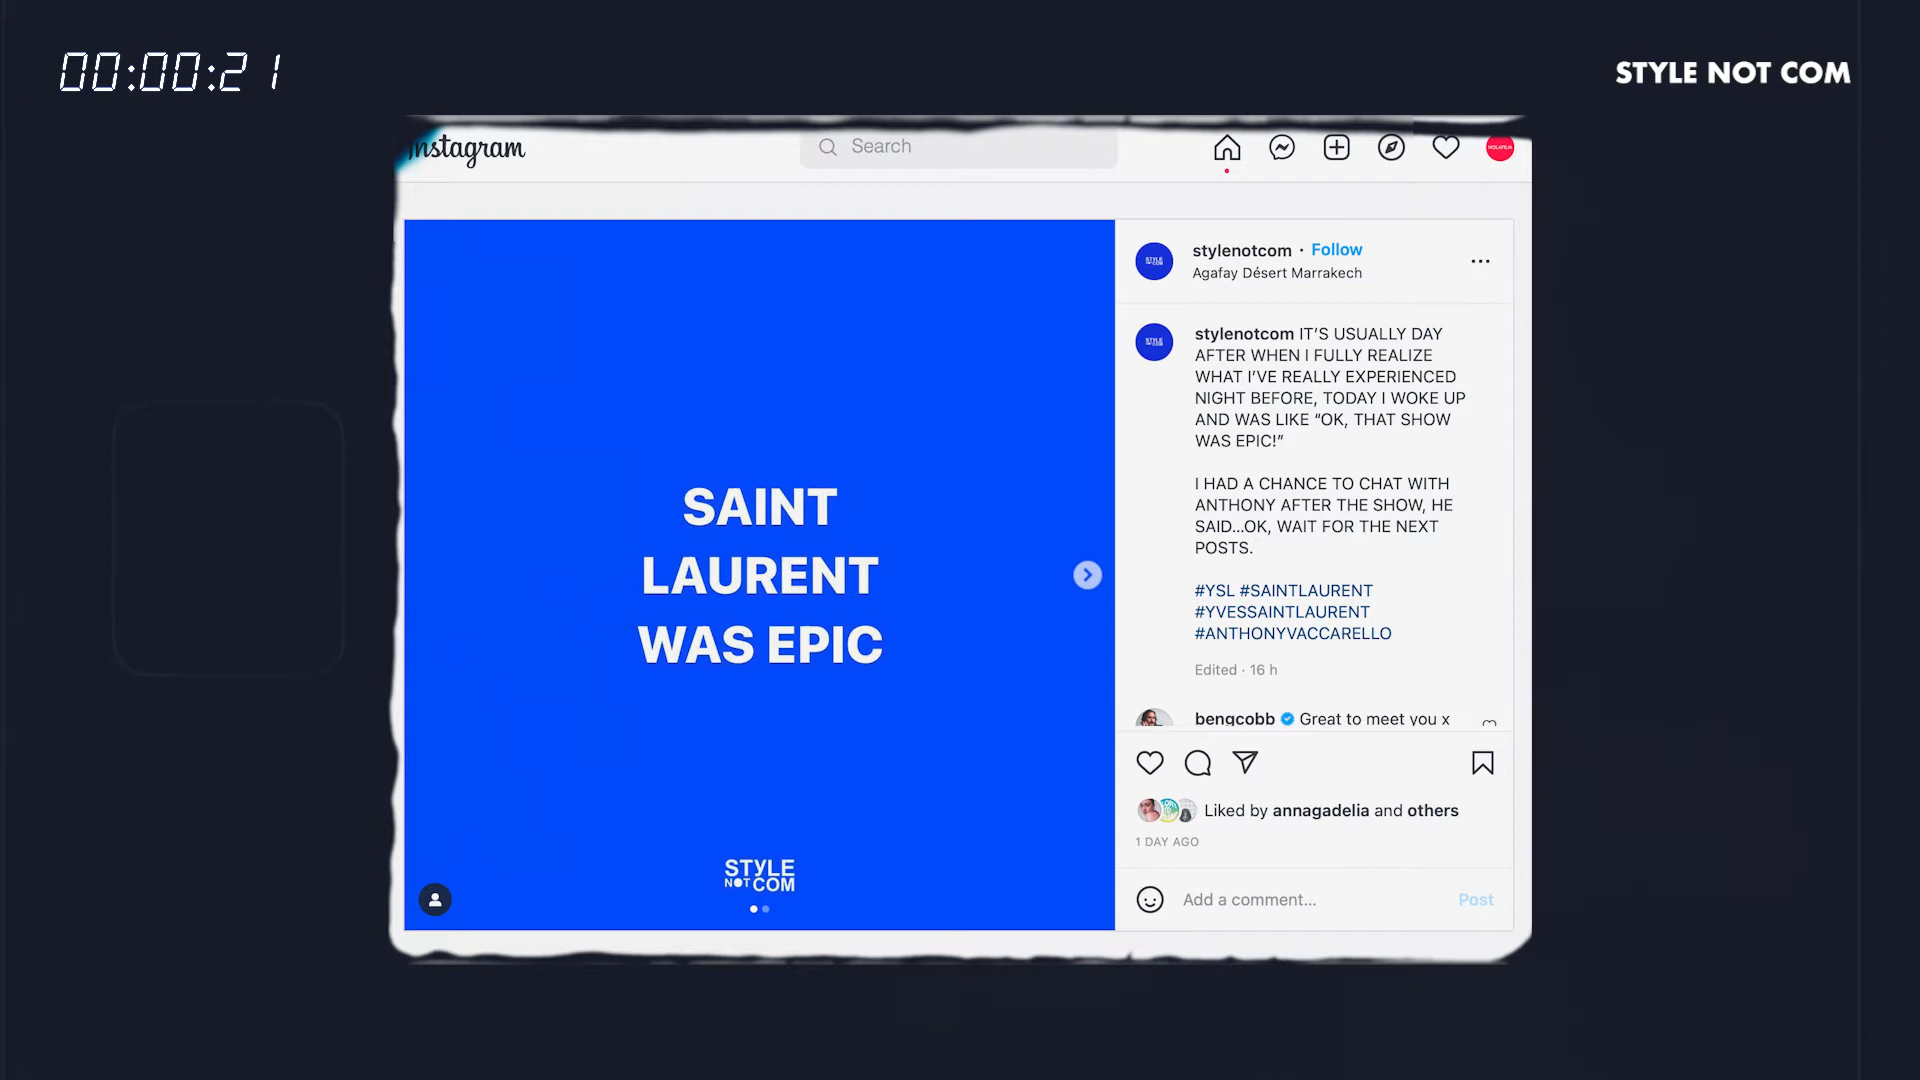 00:00:21
STYLE NOT COM
Instagram
Search
stylenotcom · Follow
Agafay Désert Marrakech
stylenotcom IT'S USUALLY DAY
AFTER WHEN I FULLY REALIZE
WHAT I'VE REALLY EXPERIENCED
NIGHT BEFORE, TODAY I WOKE UP
AND WAS LIKE “OK, THAT SHOW
WAS EPIC!”
I HAD A CHANCE TO CHAT WITH
ANTHONY AFTER THE SHOW, HE
SAID...OK, WAIT FOR THE NEXT
POSTS.
#YSL #SAINTLAURENT
#YVESSAINTLAURENT
#ANTHONYVACCARELLO
Edited · 16 h
bengcobb Great to meet you x
Liked by annagadelia and others
1 DAY AGO
Add a comment...
Post
SAINT
LAURENT
WAS EPIC
STYLE
NOT COM